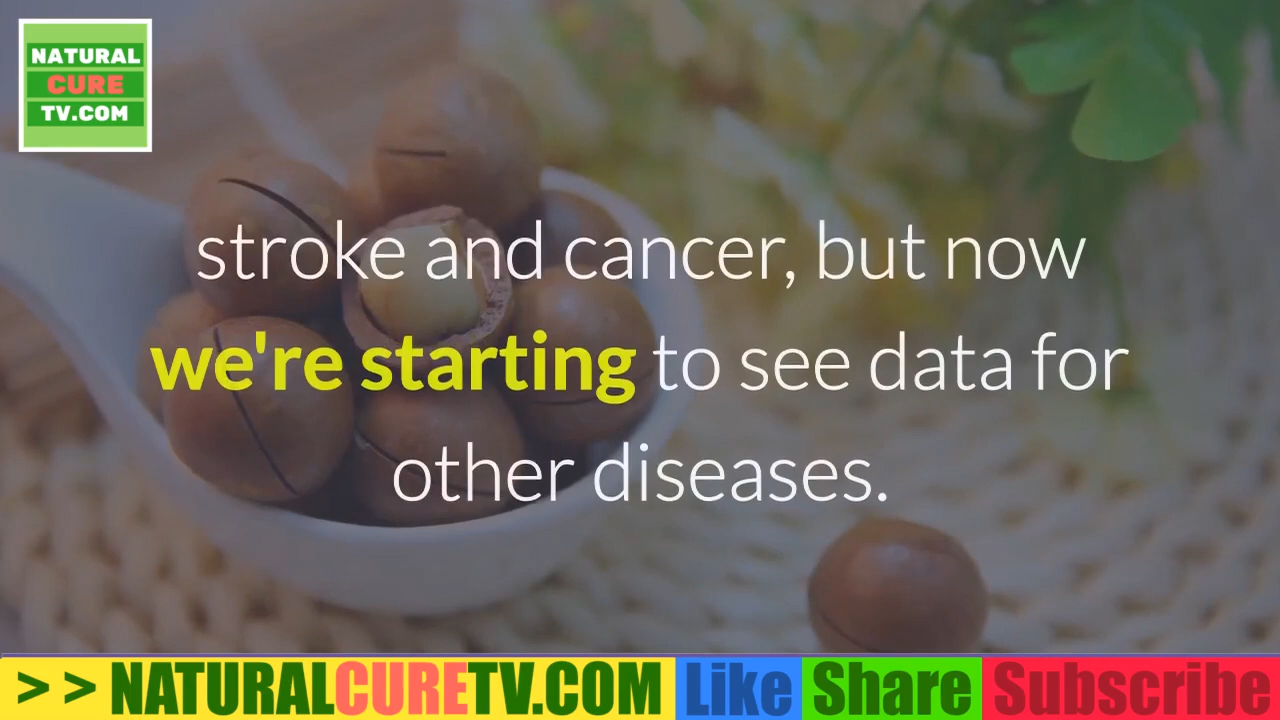 NATURAL
CURE
TV.COM
stroke and cancer, but now
we're starting to see data for
other diseases.
> > NATURALCURETV.COM Like Share Subscribe